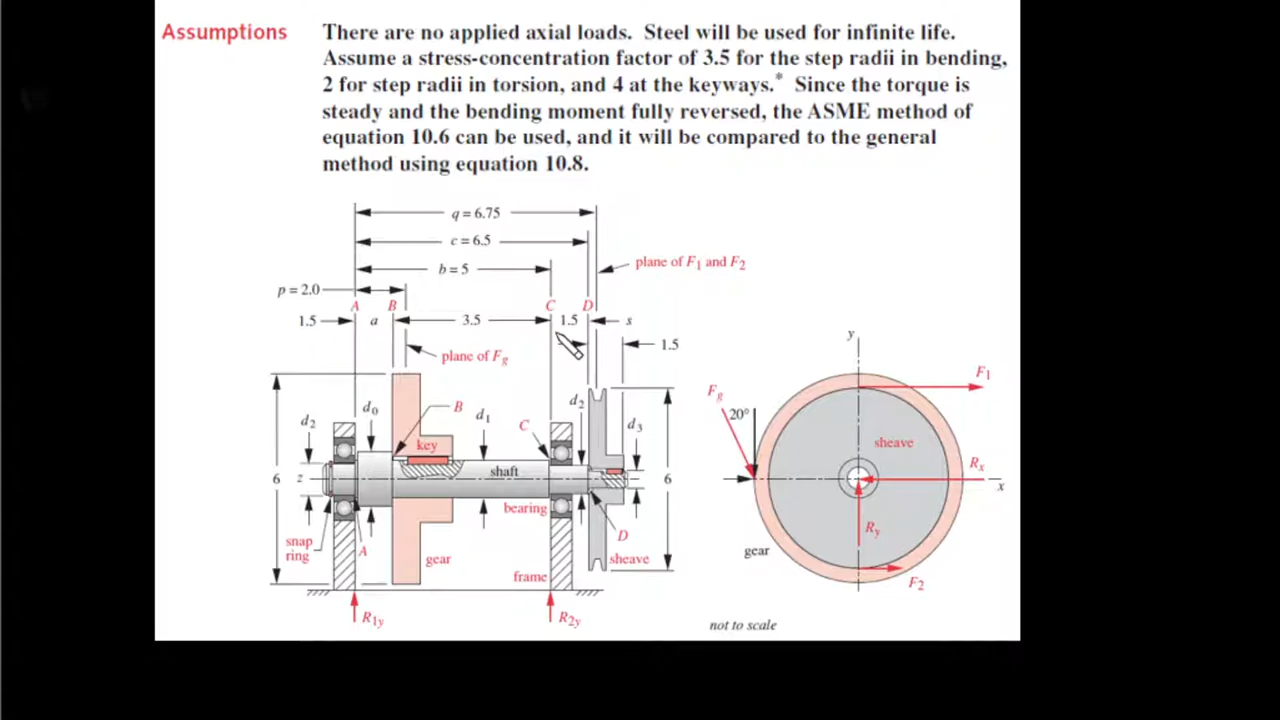 Assumptions
There are no applied axial loads. Steel will be used for infinite life.
Assume a stress-concentration factor of 3.5 for the step radii in bending,
2 for step radii in torsion, and 4 at the keyways.* Since the torque is
steady and the bending moment fully reversed, the ASME method of
equation 10.6 can be used, and it will be compared to the general
method using equation 10.8.
q = 6.75
c = 6.5
plane of F1 and F2
b = 5
p = 2.0
A B C D
1.5 a 3.5 1.5 s
1.5
plane of Fg
y
F1
Fg
20°
d2 d0 B d1 C d2 d3
key
sheave
6 z shaft 6
Rx
x
bearing
Ry
snap
ring
A
D
gear
sheave
gear
frame
F2
R1y
R2y
not to scale